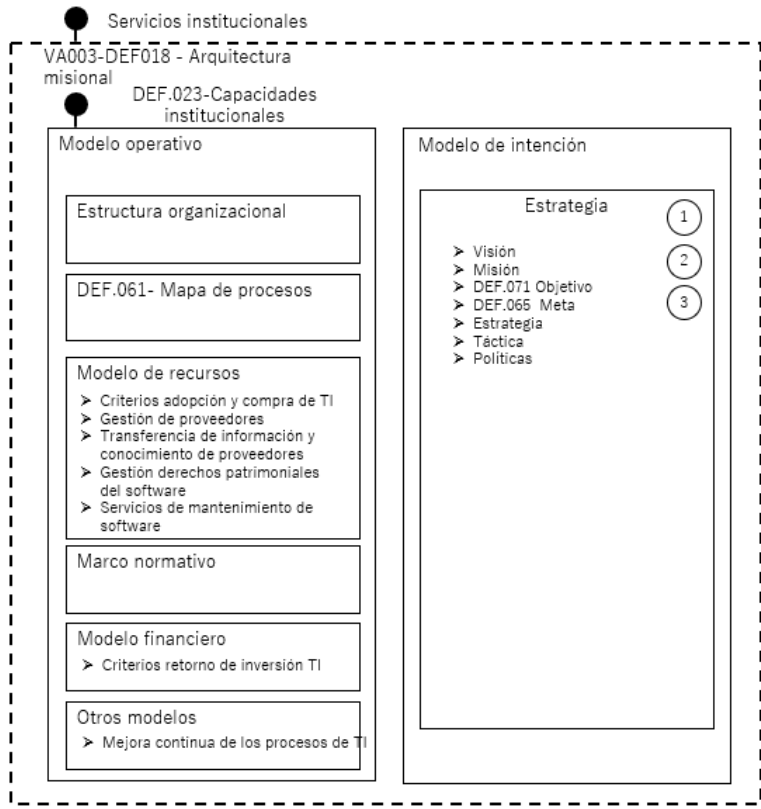 Servicios institucionales
VA003-DEF018 - Arquitectura
misional
DEF.023-Capacidades
institucionales
Modelo operativo
Estructura organizacional
DEF.061- Mapa de procesos
Modelo de recursos
➢ Criterios adopción y compra de TI
➢ Gestión de proveedores
➢ Transferencia de información y
conocimiento de proveedores
➢ Gestión derechos patrimoniales
del software
➢ Servicios de mantenimiento de
software
Marco normativo
Modelo financiero
➢ Criterios retorno de inversión TI
Otros modelos
➢ Mejora continua de los procesos de TI
Modelo de intención
Estrategia
1
2
3
➢ Visión
➢ Misión
➢ DEF.071 Objetivo
➢ DEF.065 Meta
➢ Estrategia
➢ Táctica
➢ Políticas